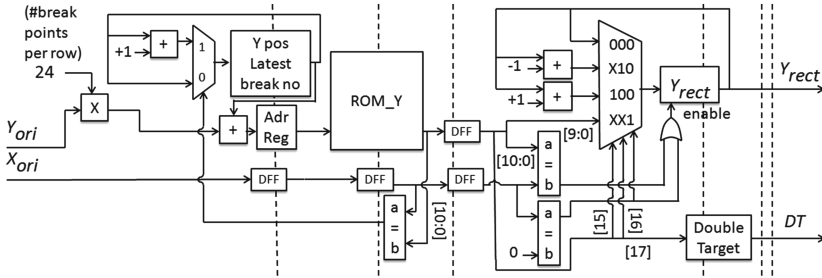 (#break
points
per row)
24
X
Y_ori
X_ori
+1
+
1
0
Y pos
Latest
break no
+
Adr
Reg
ROM_Y
DFF
DFF
DFF
DFF
a
=
b
[10:0]
[10:0]
[9:0]
a
=
b
a
=
b
0
-1
+
+1
+
000
X10
100
XX1
Y_rect
enable
[15]
[16]
[17]
Double
Target
Y_rect
DT